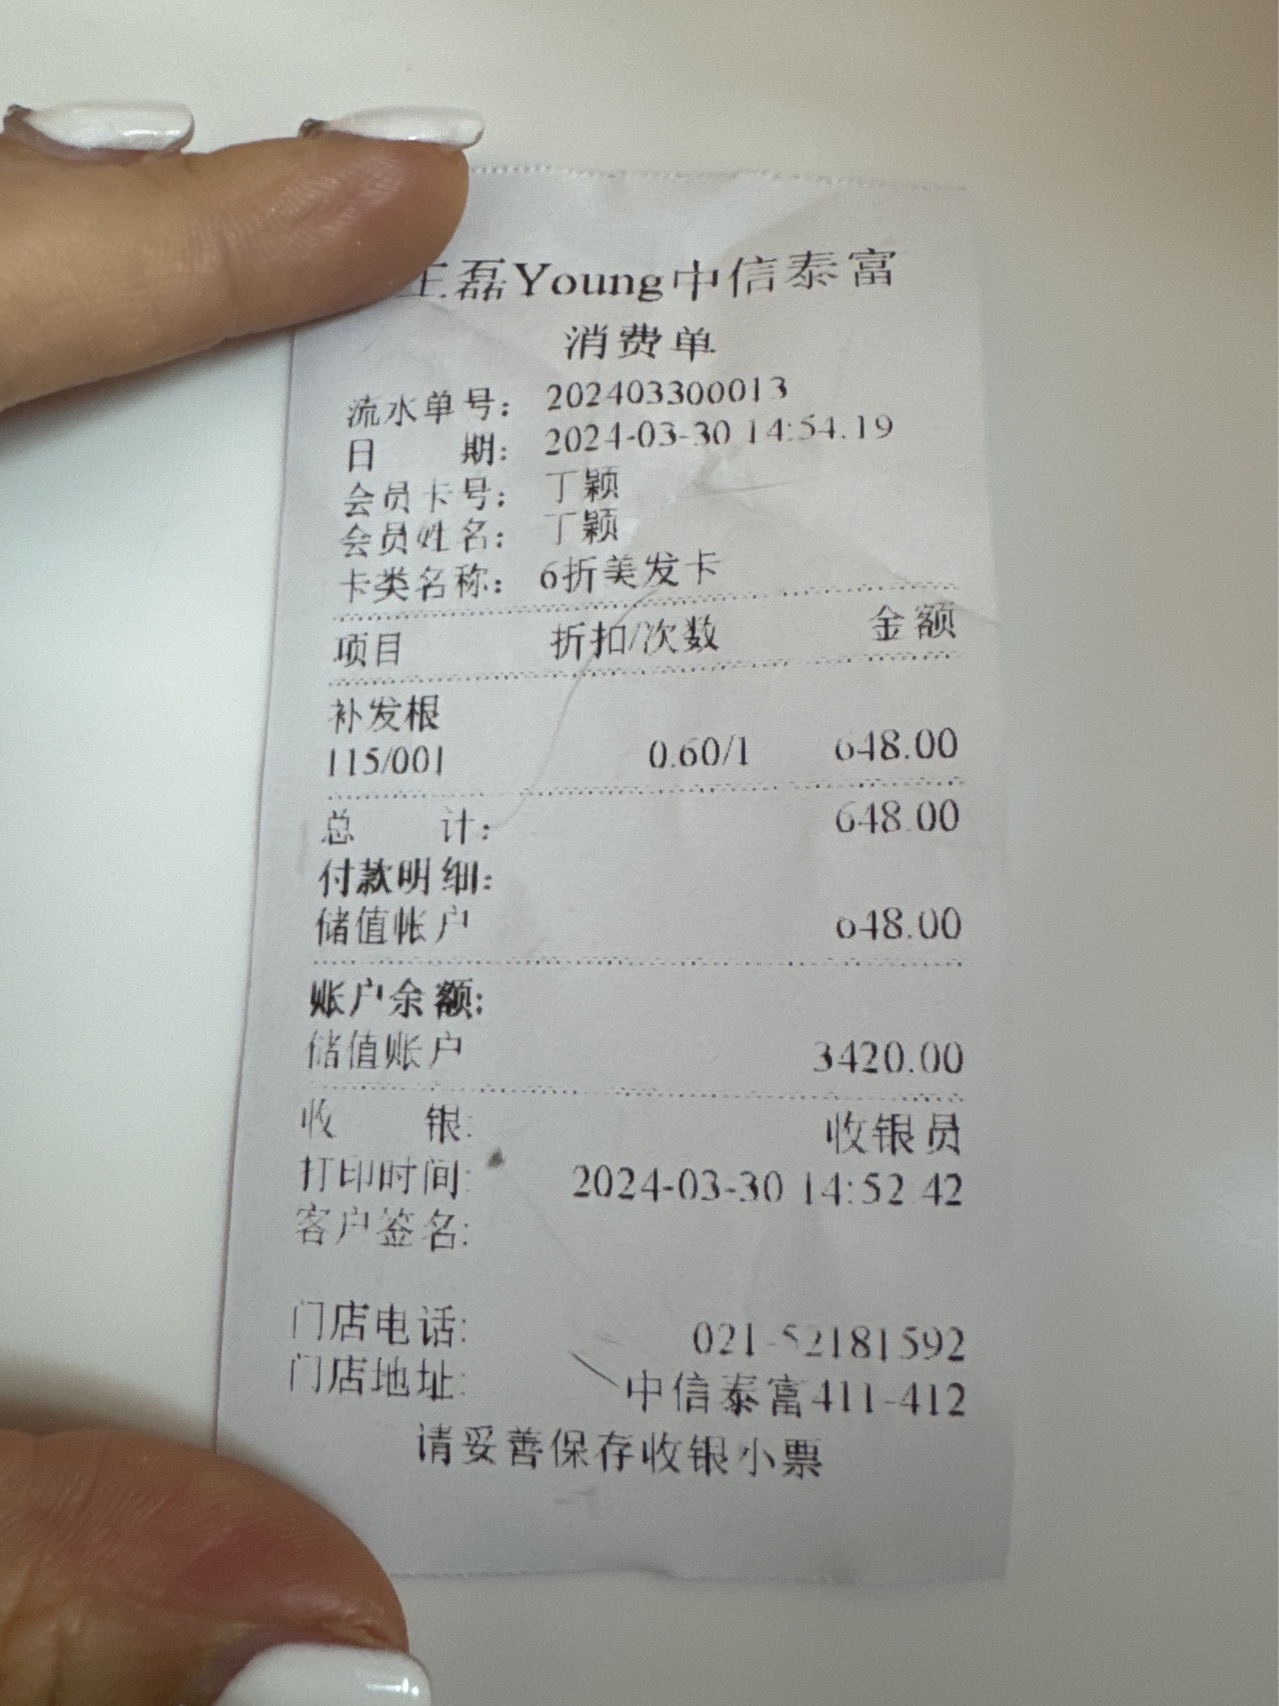 王磊Young中信泰富
消费单
流水单号: 202403300013
日 期: 2024-03-30 14:54:19
会员卡号: 丁颖
会员姓名: 丁颖
卡类名称: 6折美发卡
项目 折扣/次数 金额
补发根
115/001 0.60/1 648.00
总 计: 648.00
付款明细:
储值帐户 648.00
账户余额:
储值账户 3420.00
收 银: 收银员
打印时间: 2024-03-30 14:52:42
客户签名:
门店电话: 021-52181592
门店地址: 中信泰富411-412
请妥善保存收银小票